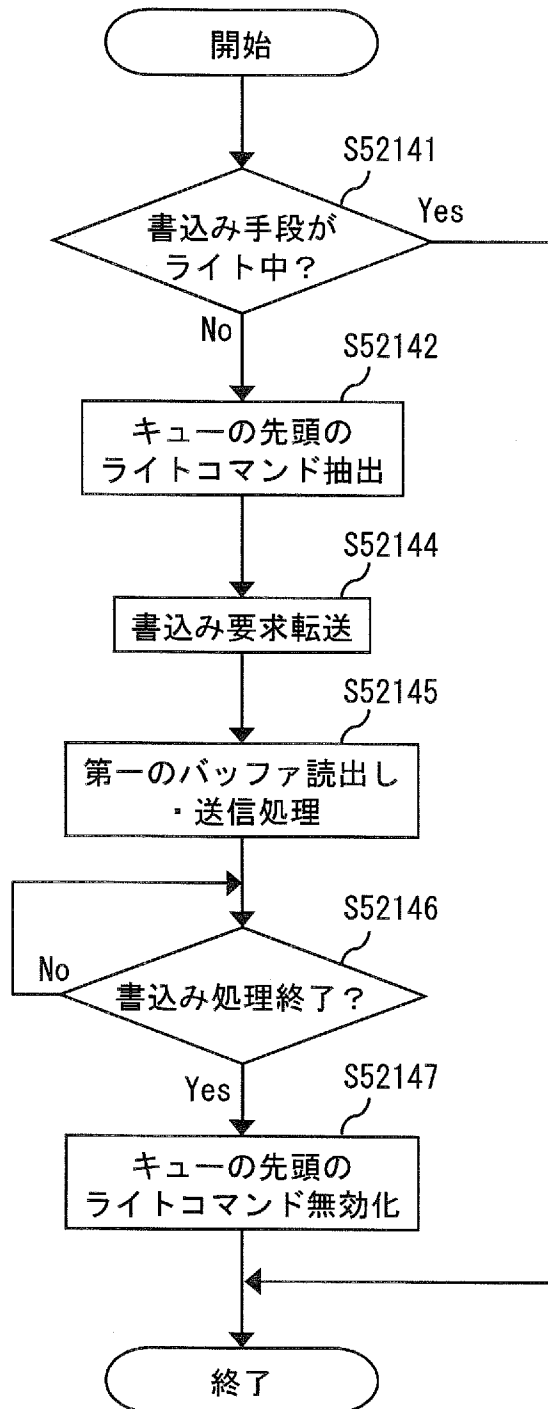 開始
S52141
書込み手段が
ライト中？
Yes
No
S52142
キューの先頭の
ライトコマンド抽出
S52144
書込み要求転送
S52145
第一のバッファ読出し
・送信処理
S52146
No
書込み処理終了？
Yes
S52147
キューの先頭の
ライトコマンド無効化
終了